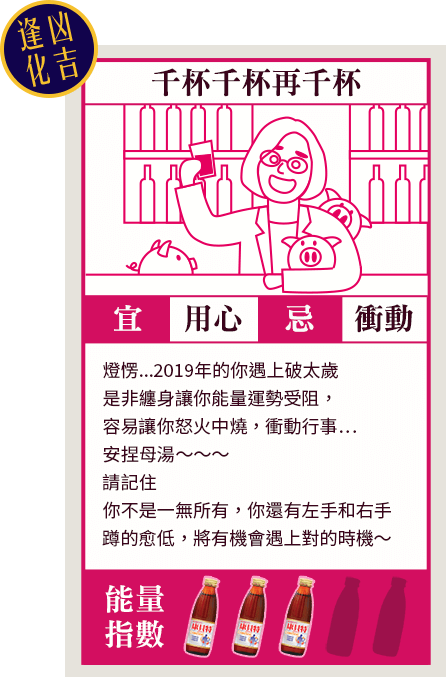 逢凶
化吉
千杯千杯再千杯
宜 用心 忌 衝動
燈愣...2019年的你遇上破太歲
是非纏身讓你能量運勢受阻，
容易讓你怒火中燒，衝動行事...
安捏母湯～～～
請記住
你不是一無所有，你還有左手和右手
蹲的愈低，將有機會遇上對的時機～
能量
指數